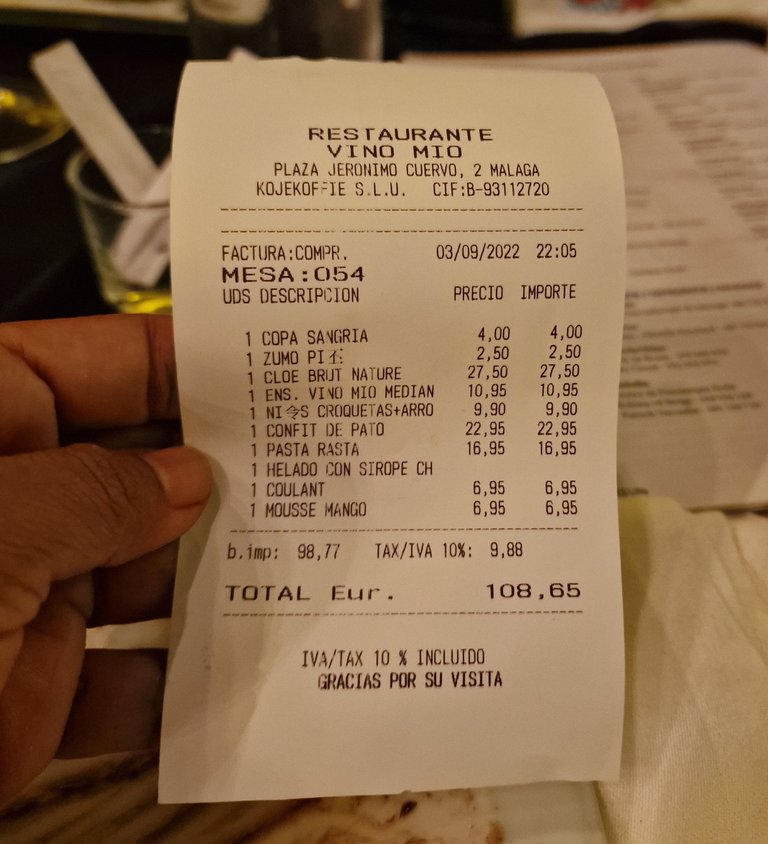 RESTAURANTE
VINO MIO
PLAZA JERONIMO CUERVO, 2 MALAGA
KOJEKOFFIE S.L.U. CIF:B-93112720
FACTURA:COMPR. 03/09/2022 22:05
MESA:054
UDS DESCRIPCION PRECIO IMPORTE
1 COPA SANGRIA 4,00 4,00
1 ZUMO 2,50 2,50
1 CLOE BRUT NATURE 27,50 27,50
1 ENS. VINO MIO MEDIAN 10,95 10,95
1 CROQUETAS+ARRO 9,90 9,90
1 CONFIT DE PATO 22,95 22,95
1 PASTA RASTA 16,95 16,95
1 HELADO CON SIROPE CH
1 COULANT 6,95 6,95
1 MOUSSE MANGO 6,95 6,95
b.imp: 98,77 TAX/IVA 10%: 9,88
TOTAL Eur. 108,65
IVA/TAX 10 % INCLUIDO
GRACIAS POR SU VISITA